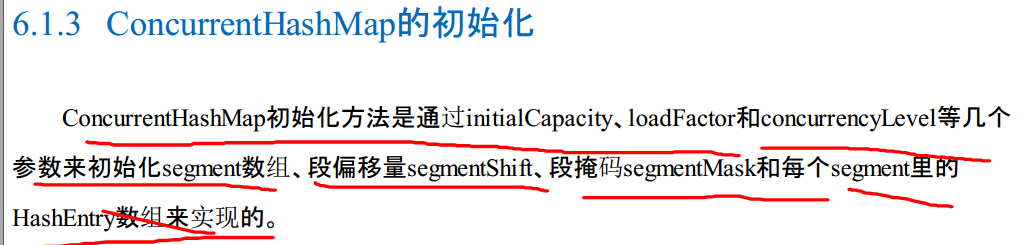 6.1.3 ConcurrentHashMap的初始化
ConcurrentHashMap初始化方法是通过initialCapacity、loadFactor和concurrencyLevel等几个
参数来初始化segment数组、段偏移量segmentShift、段掩码segmentMask和每个segment里的
HashEntry数组来实现的。